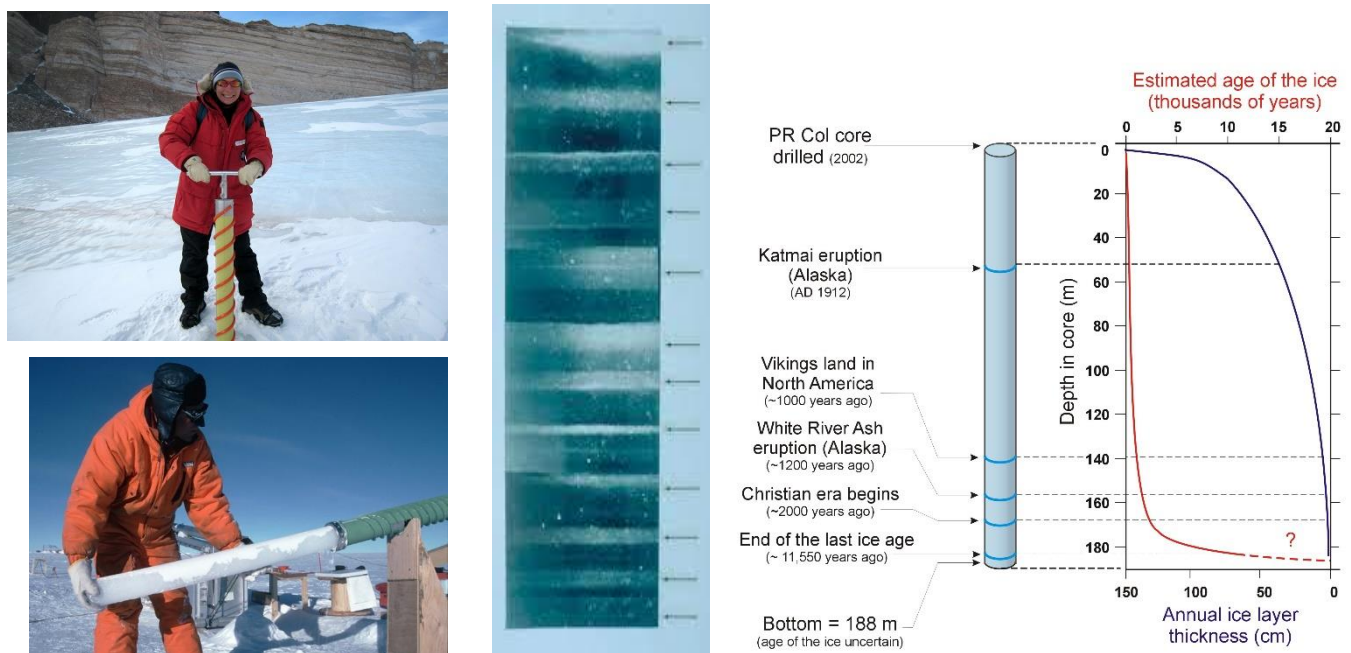 PR Col core
drilled (2002)
Katmai eruption
(Alaska)
(AD 1912)
Vikings land in
North America
(~1000 years ago)
White River Ash
eruption (Alaska)
(~1200 years ago)
Christian era begins
(~2000 years ago)
End of the last ice age
(~ 11,550 years ago)
Bottom = 188 m
(age of the ice uncertain)
Estimated age of the ice
(thousands of years)
0 5 10 15 20
Depth in core (m)
0
20
40
60
80
100
120
140
160
180
?
150 100 50 0
Annual ice layer
thickness (cm)